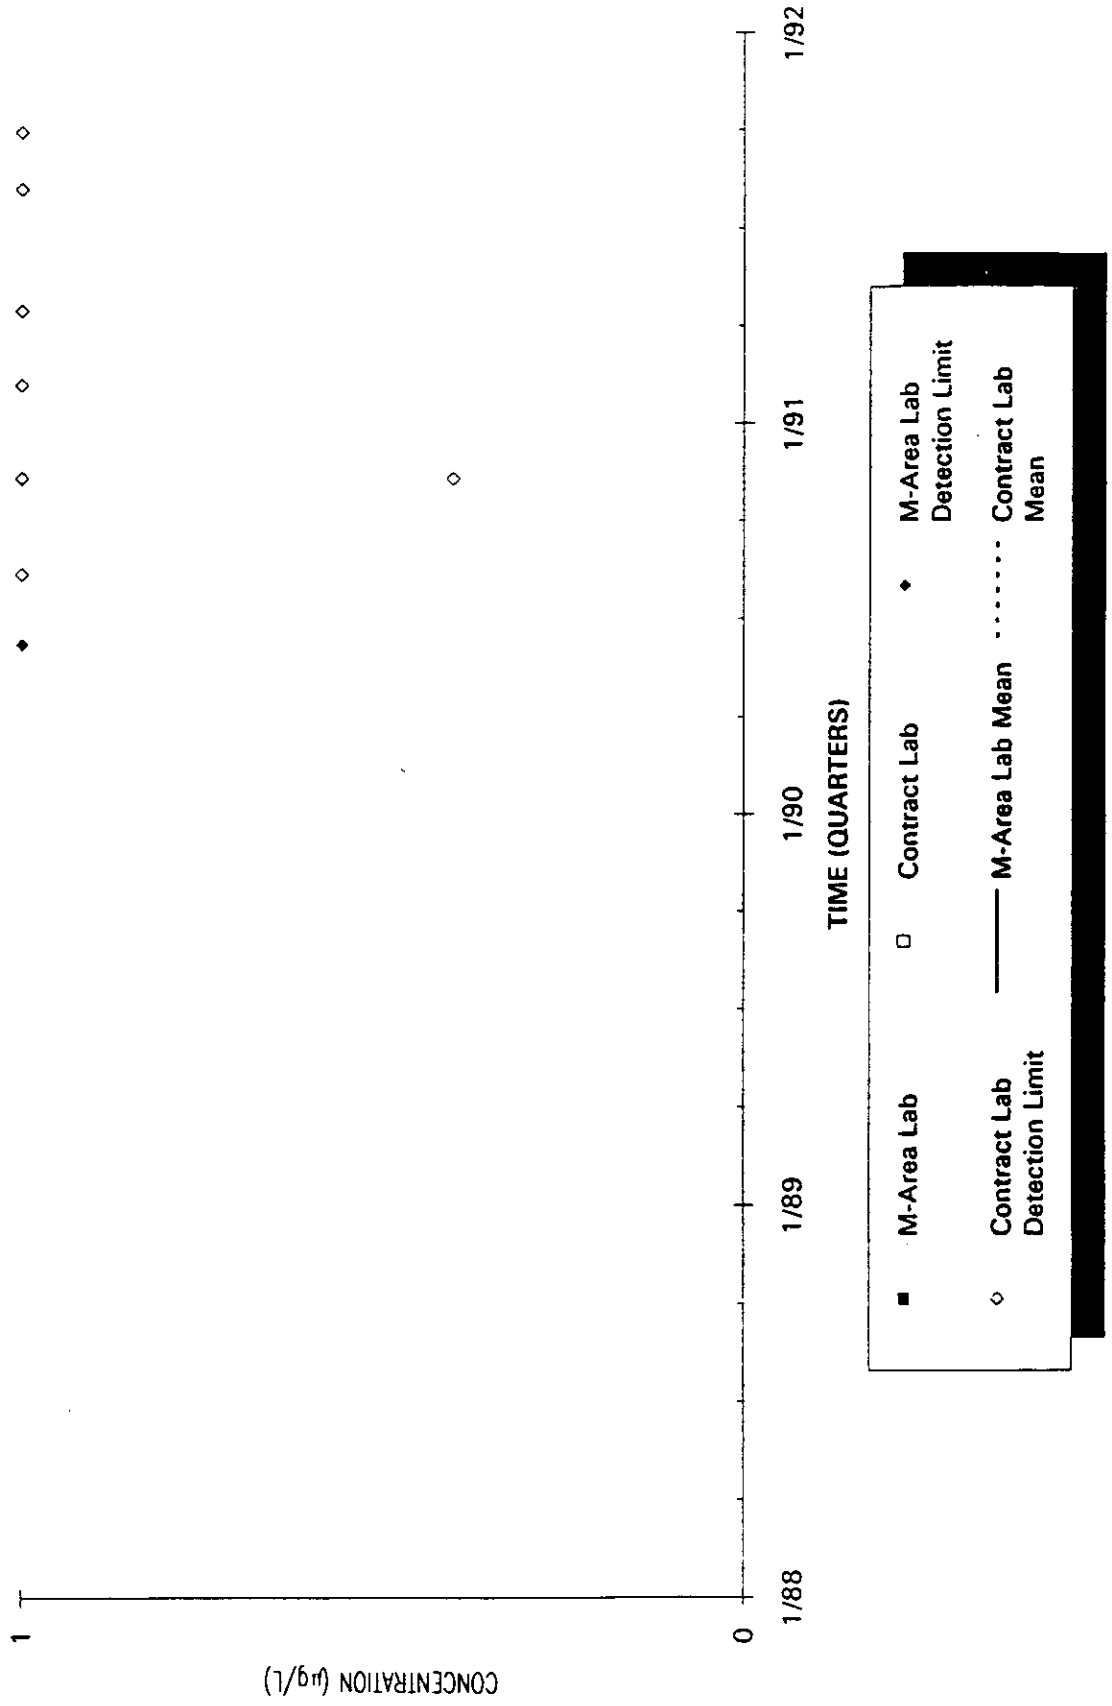 CONCENTRATION (µg/L)
1
0
1/88
1/89
1/90
1/91
1/92
TIME (QUARTERS)
M-Area Lab
Contract Lab
M-Area Lab
Detection Limit
Contract Lab
Detection Limit
M-Area Lab Mean
Contract Lab
Mean